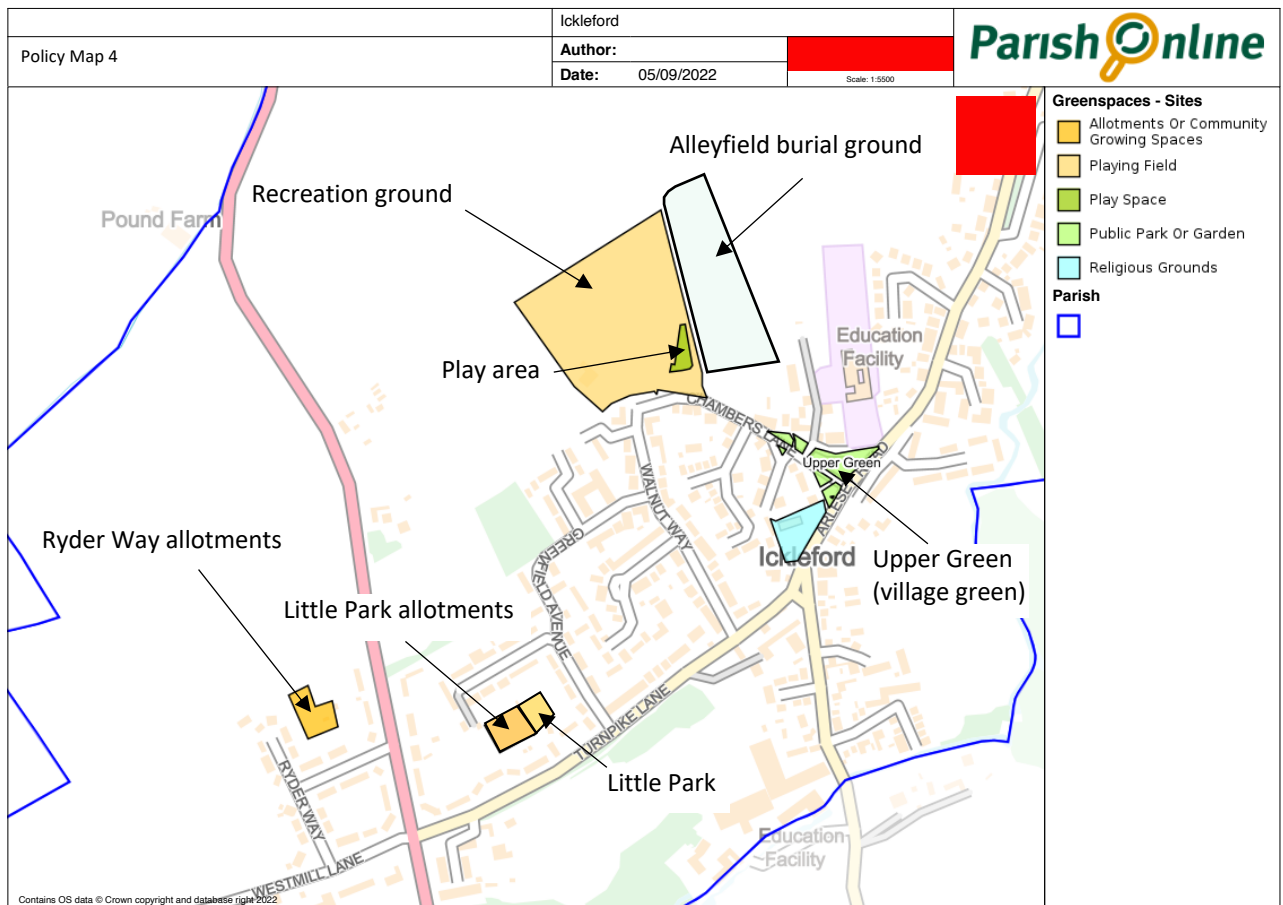 Ickleford
Policy Map 4
Author:
Date: 05/09/2022
Scale: 1:5500
Parish Online
Greenspaces - Sites
Allotments Or Community
Growing Spaces
Playing Field
Play Space
Public Park Or Garden
Religious Grounds
Parish
Alleyfield burial ground
Recreation ground
Pound Farm
Education
Facility
Play area
CHAMBERS LANE
Upper Green
WALNUT WAY
Ickleford
Upper Green
(village green)
GREENFIELD AVENUE
Ryder Way allotments
Little Park allotments
TURNPIKE LANE
Little Park
RYDER WAY
Education
Facility
WESTMILL LANE
Contains OS data © Crown copyright and database right 2022